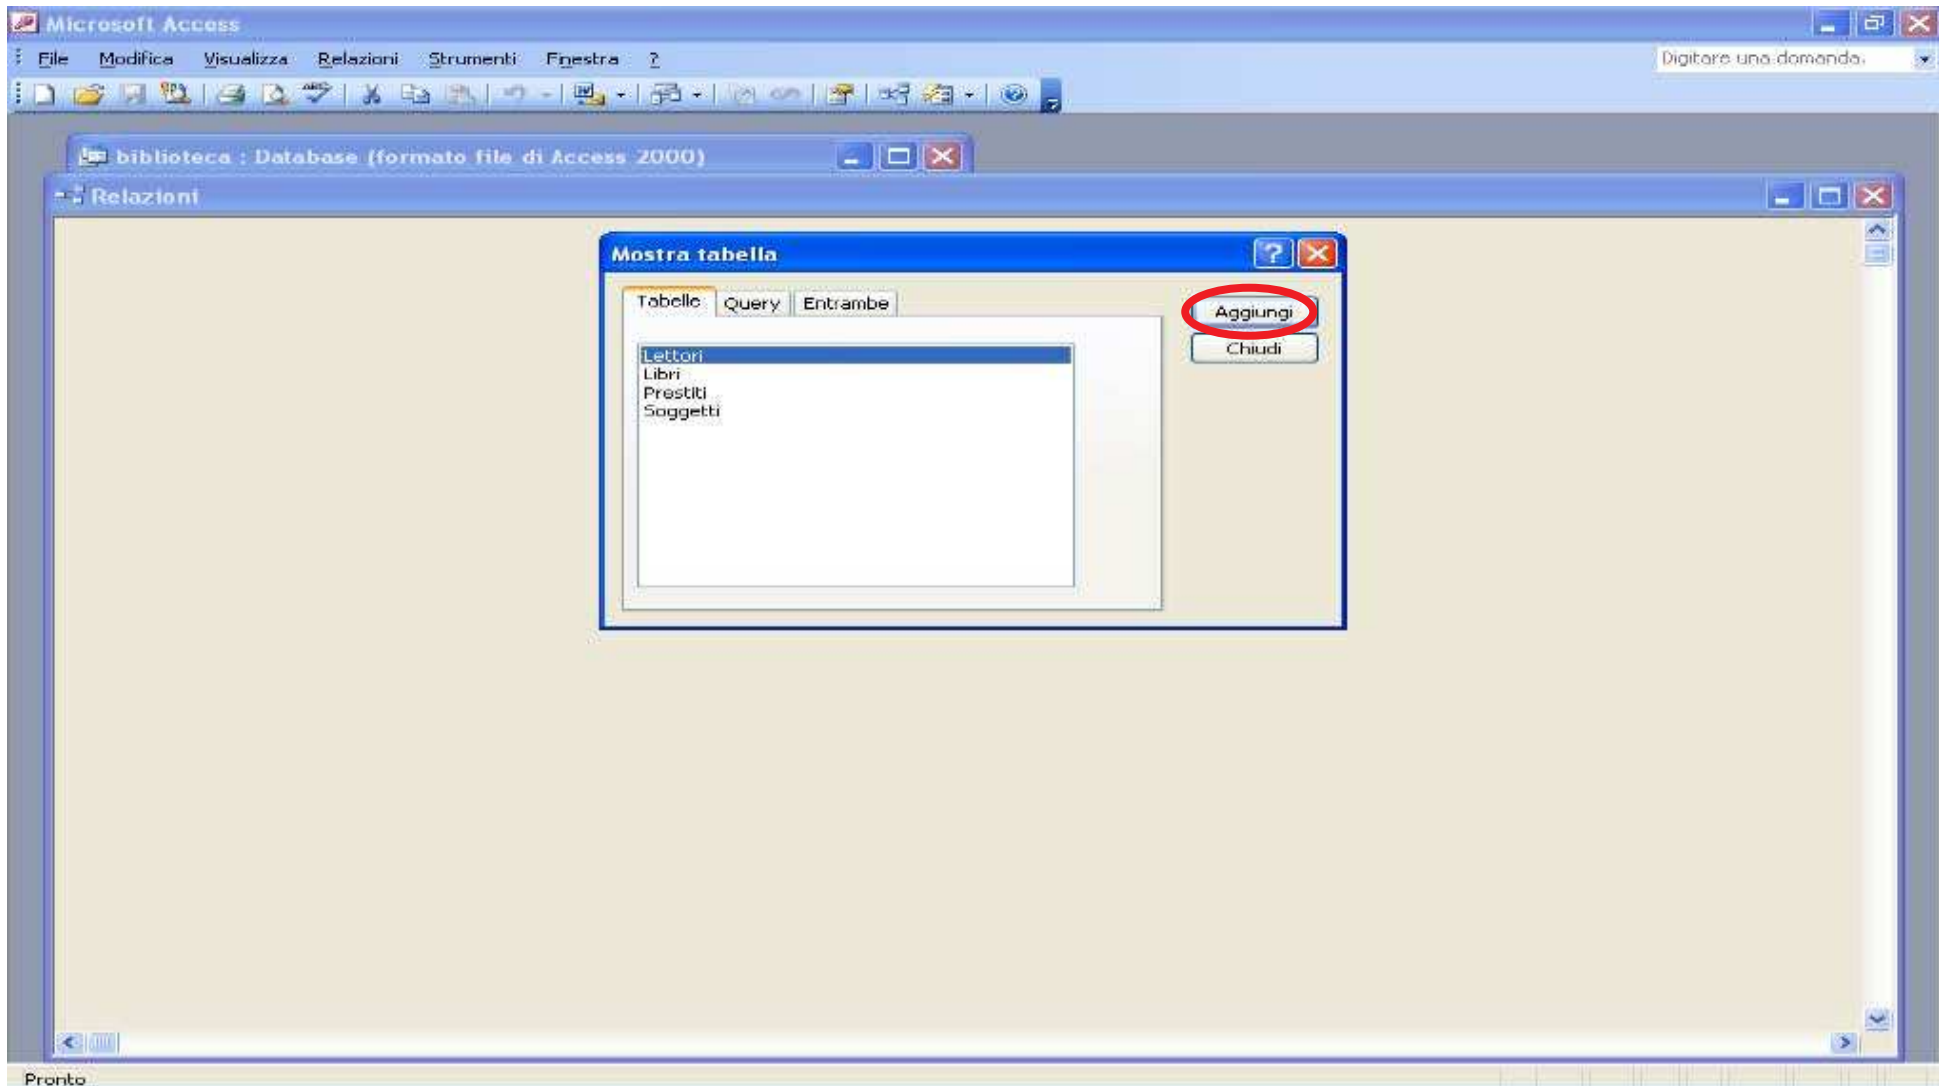 Microsoft Access
File Modifica Visualizza Relazioni Strumenti Finestra ?
Digitare una domanda.
biblioteca : Database (formato file di Access 2000)
Relazioni
Mostra tabella
Tabelle Query Entrambe
Aggiungi
Chiudi
Lettori
Libri
Prestiti
Soggetti
Pronto